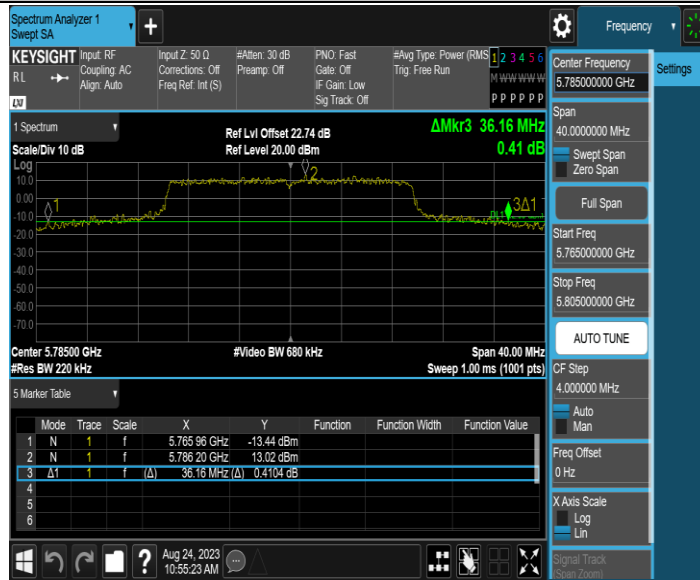 Spectrum Analyzer 1
Swept SA
Frequency
KEYSIGHT
RL
LXI
Input: RF
Coupling: AC
Align: Auto
Input Z: 50 Ω
Corrections: Off
Freq Ref: Int (S)
#Atten: 30 dB
Preamp: Off
PNO: Fast
Gate: Off
IF Gain: Low
Sig Track: Off
#Avg Type: Power (RMS
Trig: Free Run
1 2 3 4 5 6
M W W W W W
P P P P P P
1 Spectrum
Scale/Div 10 dB
Ref Lvl Offset 22.74 dB
Ref Level 20.00 dBm
ΔMkr3 36.16 MHz
0.41 dB
Log
10.0
0.00
-10.0
-20.0
-30.0
-40.0
-50.0
-60.0
-70.0
1
2
3Δ1
Center 5.78500 GHz
#Res BW 220 kHz
#Video BW 680 kHz
Span 40.00 MHz
Sweep 1.00 ms (1001 pts)
5 Marker Table
Mode Trace Scale X Y Function Function Width Function Value
1 N 1 f 5.765 96 GHz -13.44 dBm
2 N 1 f 5.786 20 GHz 13.02 dBm
3 Δ1 1 f (Δ) 36.16 MHz (Δ) 0.4104 dB
4
5
6
?
Aug 24, 2023
10:55:23 AM
Center Frequency
5.785000000 GHz
Settings
Span
40.0000000 MHz
Swept Span
Zero Span
Full Span
Start Freq
5.765000000 GHz
Stop Freq
5.805000000 GHz
AUTO TUNE
CF Step
4.000000 MHz
Auto
Man
Freq Offset
0 Hz
X Axis Scale
Log
Lin
Signal Track
(Span Zoom)